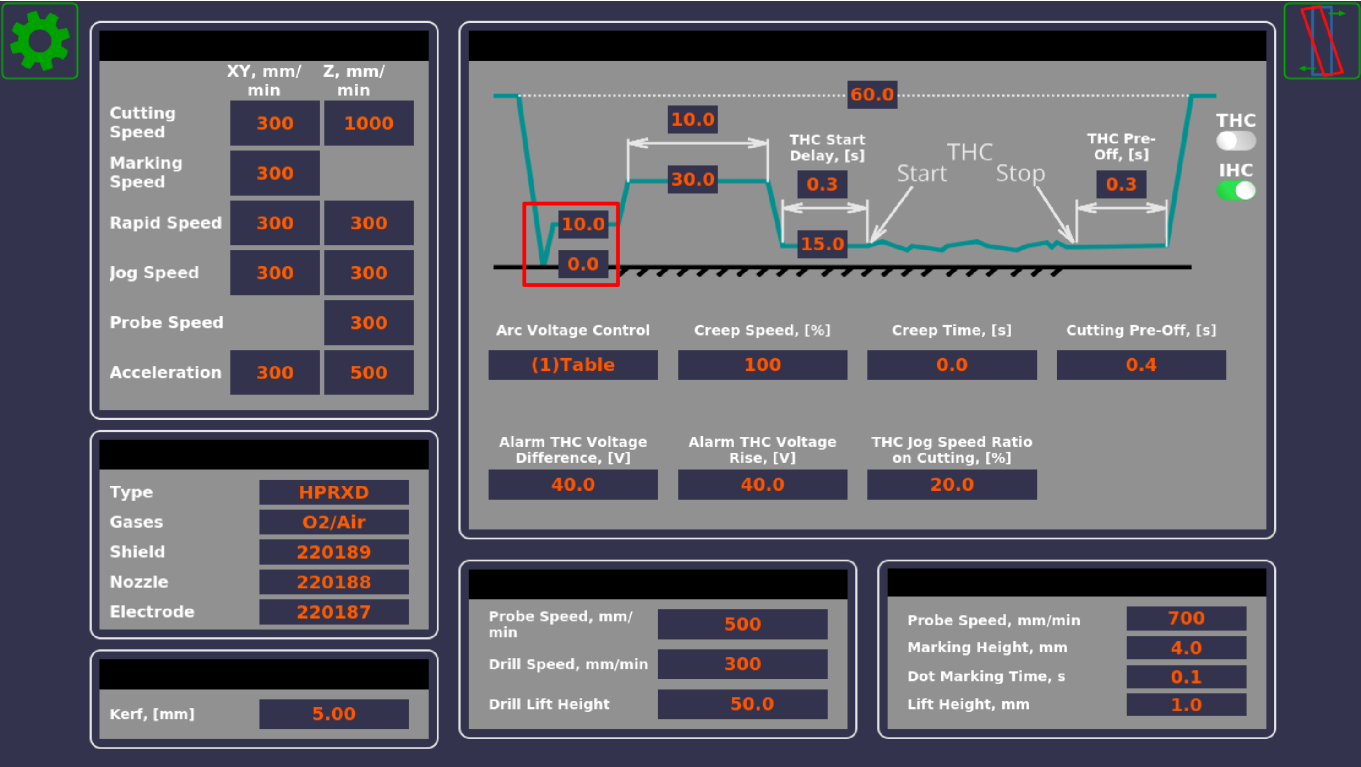 XY, mm/
min
Z, mm/
min
Cutting
Speed
300
1000
Marking
Speed
300
Rapid Speed
300
300
Jog Speed
300
300
Probe Speed
300
Acceleration
300
500
Type
HPRXD
Gases
O2/Air
Shield
220189
Nozzle
220188
Electrode
220187
Kerf, [mm]
5.00
60.0
10.0
30.0
THC Start
Delay, [s]
0.3
THC
Start
Stop
THC Pre-
Off, [s]
0.3
THC
IHC
10.0
0.0
15.0
Arc Voltage Control
(1)Table
Creep Speed, [%]
100
Creep Time, [s]
0.0
Cutting Pre-Off, [s]
0.4
Alarm THC Voltage
Difference, [V]
40.0
Alarm THC Voltage
Rise, [V]
40.0
THC Jog Speed Ratio
on Cutting, [%]
20.0
Probe Speed, mm/
min
500
Drill Speed, mm/min
300
Drill Lift Height
50.0
Probe Speed, mm/min
700
Marking Height, mm
4.0
Dot Marking Time, s
0.1
Lift Height, mm
1.0